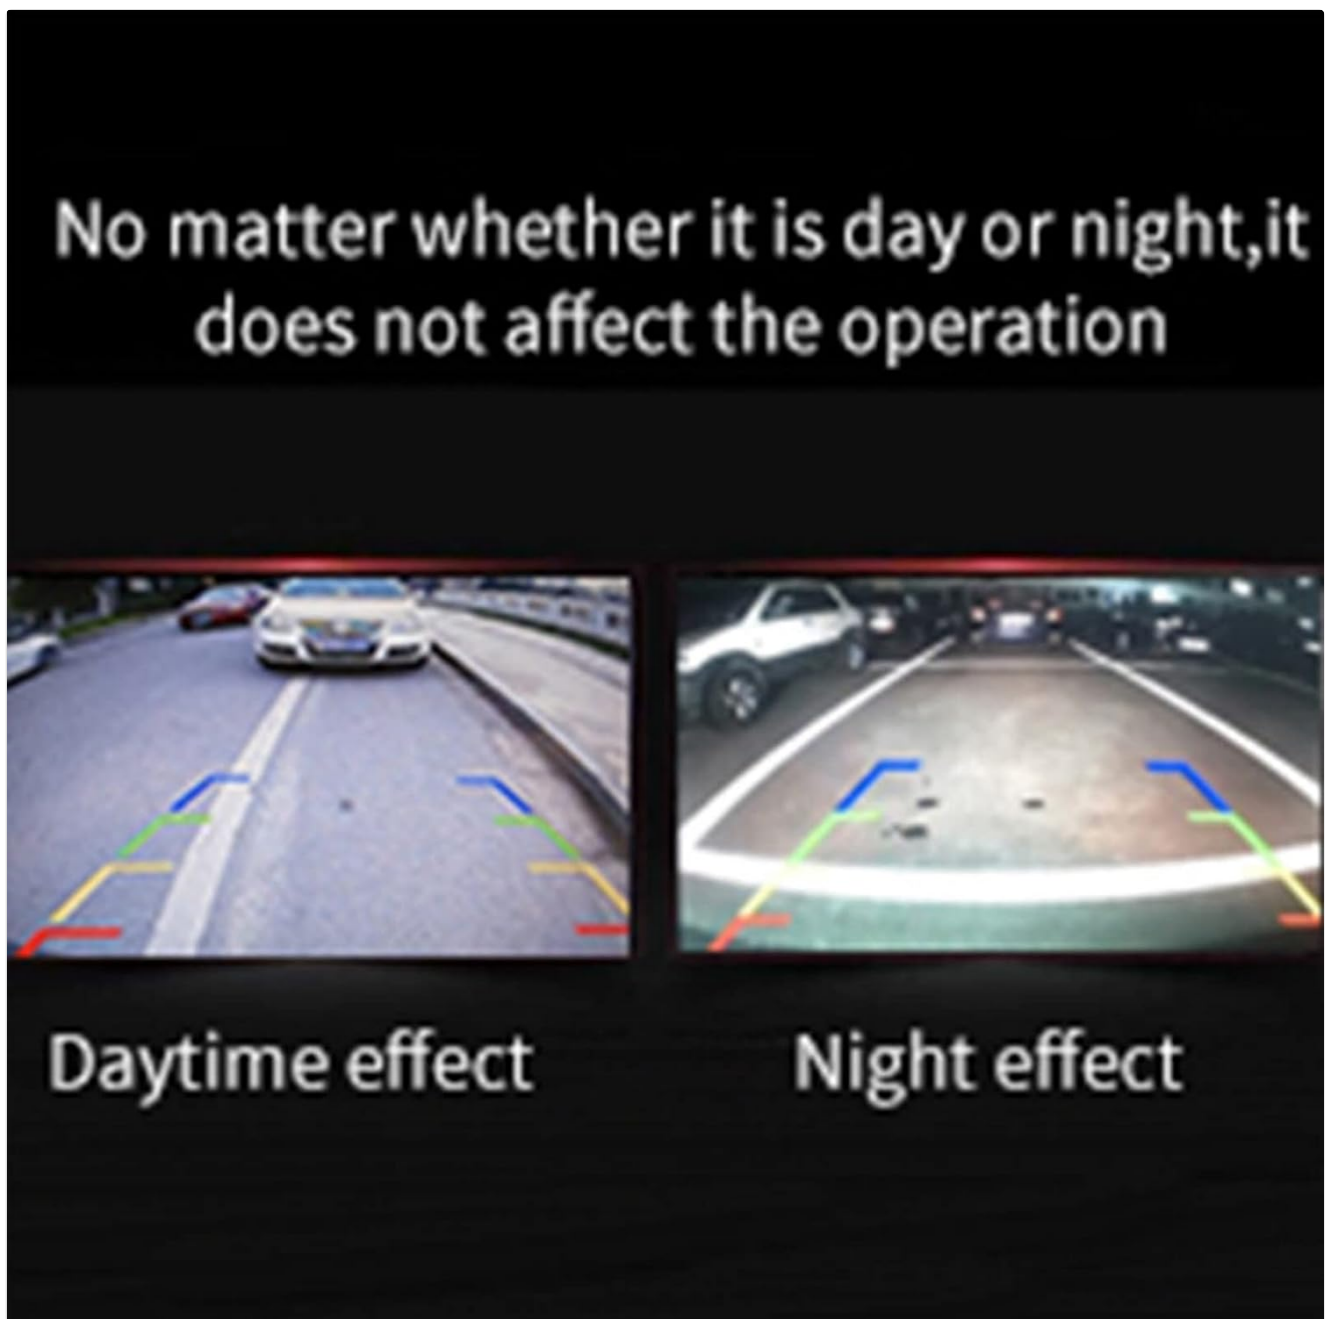 No matter whether it is day or night,it
does not affect the operation
Daytime effect
Night effect